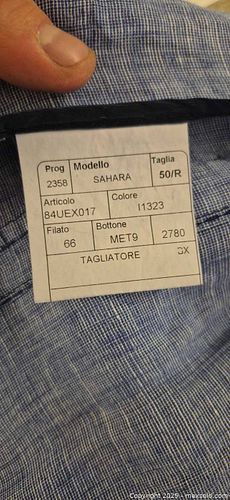 Prog Modello Taglia
2358 SAHARA 50/R
Articolo Colore
84UEX017 I1323
Filato Bottone
66 MET9 2780
TAGLIATORE
Copyright 2025 - maxsold.com